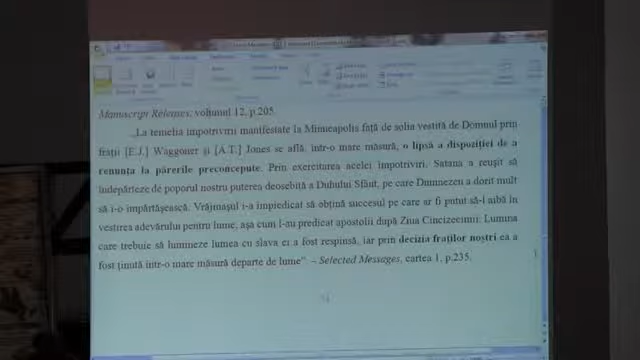 Manuscript Releases, volumul 12, p.205.
„La temelia împotrivirii manifestate la Minneapolis față de solia vestită de Domnul prin
frații [E.J.] Waggoner și [A.T.] Jones se află, într-o mare măsură, o lipsă a dispoziției de a
renunța la părerile preconcepute. Prin exercitarea acelei împotriviri, Satana a reușit să
îndepărteze de poporul nostru puterea deosebită a Duhului Sfânt, pe care Dumnezeu a dorit mult
să i-o împărtășească. Vrăjmașul i-a împiedicat să obțină succesul pe care ar fi putut să-l aibă în
vestirea adevărului pentru lume, așa cum l-au predicat apostolii după Ziua Cincizecimii. Lumina
care trebuie să lumineze lumea cu slava ei a fost respinsă, iar prin decizia fraților noștri ea a
fost ținută într-o mare măsură departe de lume” – Selected Messages, cartea 1, p.235.